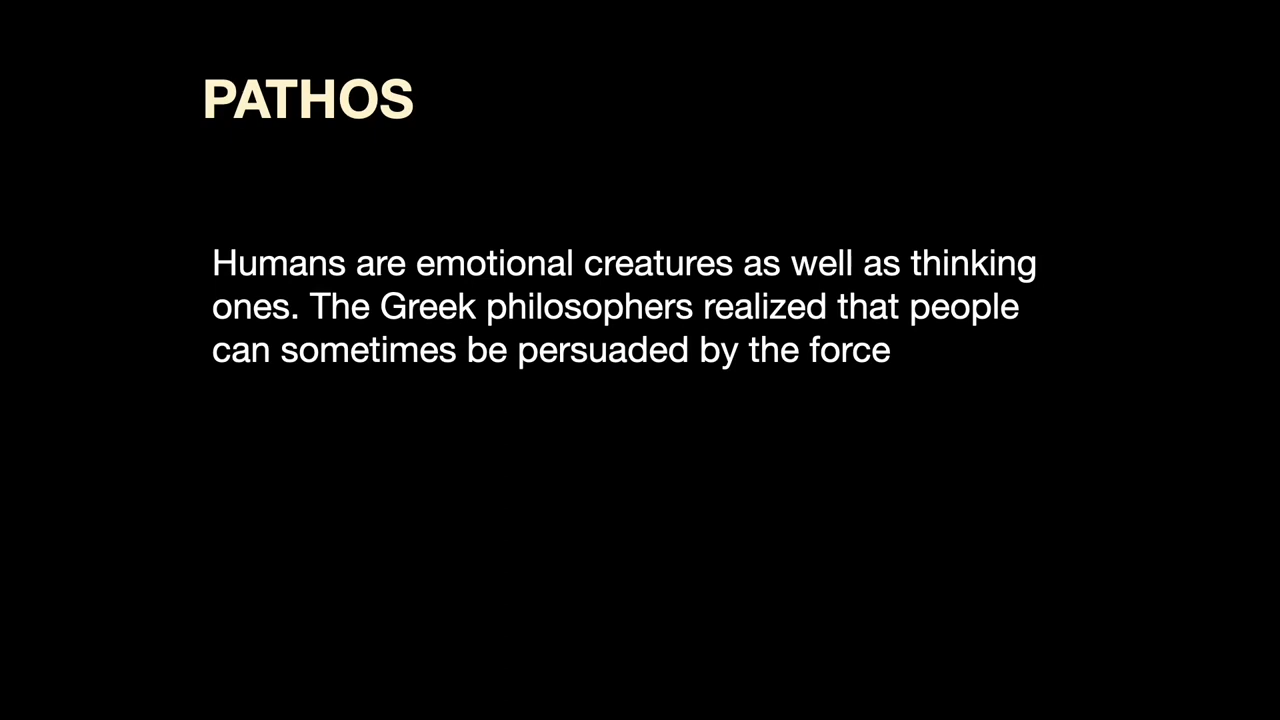 PATHOS
Humans are emotional creatures as well as thinking
ones. The Greek philosophers realized that people
can sometimes be persuaded by the force